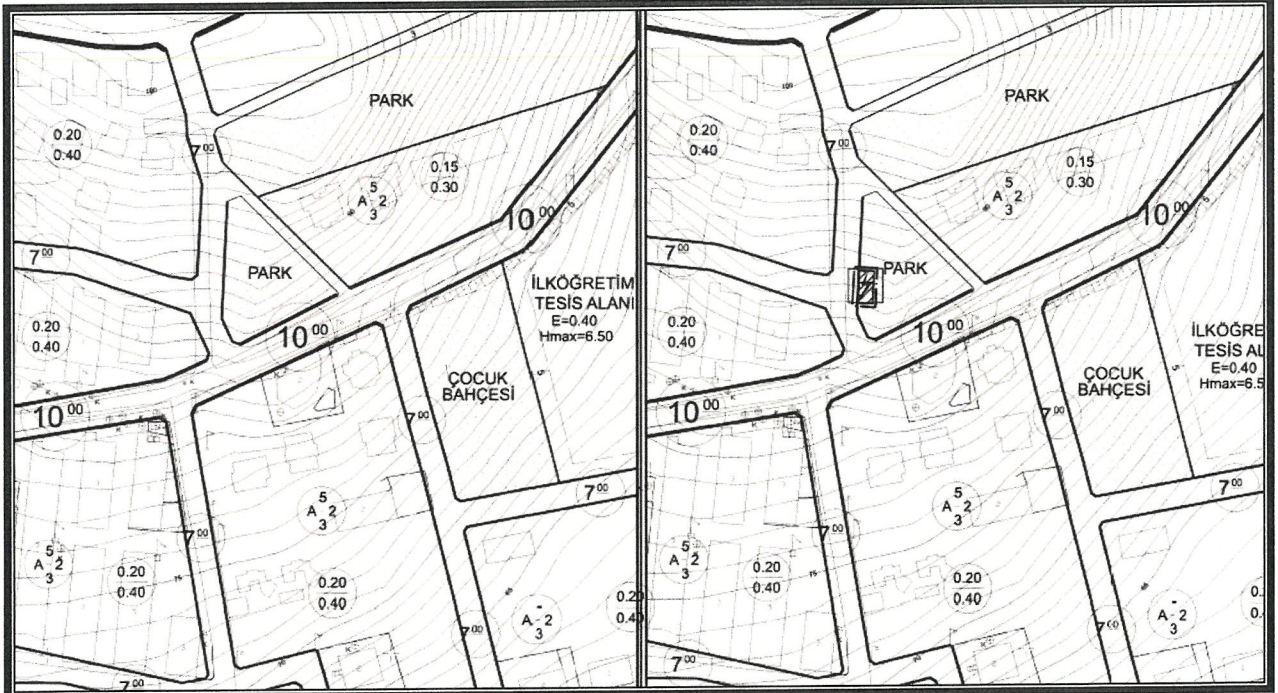 PARK
0.20
0.40
7⁰⁰
0.15
0.30
5
A 2
3
10⁰⁰
7⁰⁰
PARK
İLKÖĞRETİM
TESİS ALANI
E=0.40
Hmax=6.50
0.20
0.40
10⁰⁰
ÇOCUK
BAHÇESİ
5
10⁰⁰
7⁰⁰
7⁰⁰
5
A 2
3
7⁰⁰
5
A 2
3
75
0.20
0.40
0.20
0.40
0.20
0.40
A - 2
3
7⁰⁰
7⁰⁰
PARK
0.20
0.40
7⁰⁰
0.15
0.30
5
A 2
3
10⁰⁰
7⁰⁰
PARK
0.20
0.40
10⁰⁰
İLKÖĞRE
TESİS AL
E=0.40
Hmax=6.5
ÇOCUK
BAHÇESİ
5
10⁰⁰
7⁰⁰
7⁰⁰
5
A 2
3
7⁰⁰
5
A 2
3
75
0.20
0.40
0.20
0.40
A - 2
3
7⁰⁰
7⁰⁰